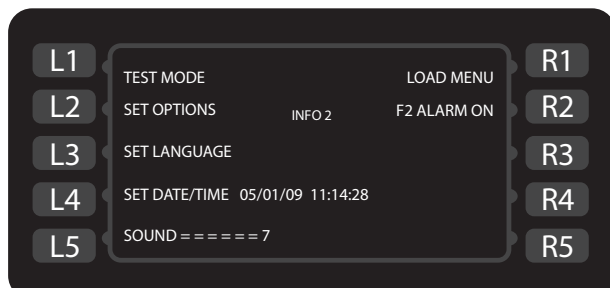 L1 TEST MODE LOAD MENU R1
L2 SET OPTIONS INFO 2 F2 ALARM ON R2
L3 SET LANGUAGE R3
L4 SET DATE/TIME 05/01/09 11:14:28 R4
L5 SOUND = = = = = = 7 R5